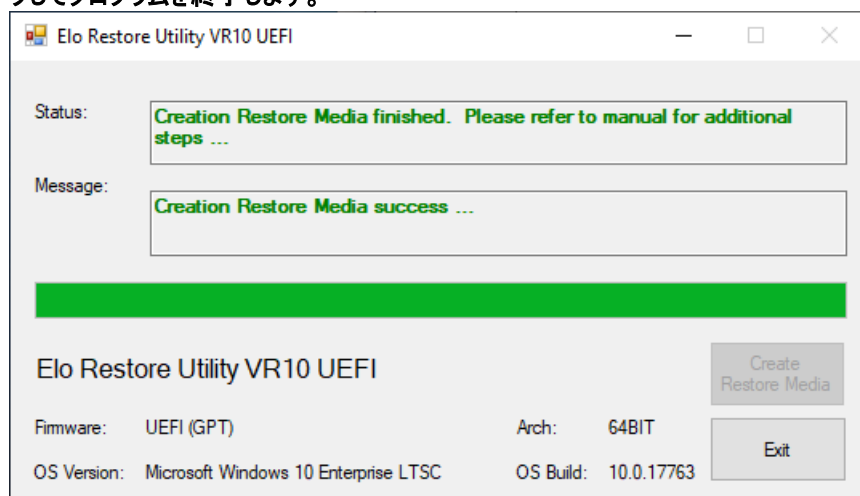 クしてプログラムを終了します。
Elo Restore Utility VR10 UEFI
Status:
Creation Restore Media finished. Please refer to manual for additional
steps ...
Message:
Creation Restore Media success ...
Elo Restore Utility VR10 UEFI
Create
Restore Media
Firmware: UEFI (GPT) Arch: 64BIT
Exit
OS Version: Microsoft Windows 10 Enterprise LTSC OS Build: 10.0.17763